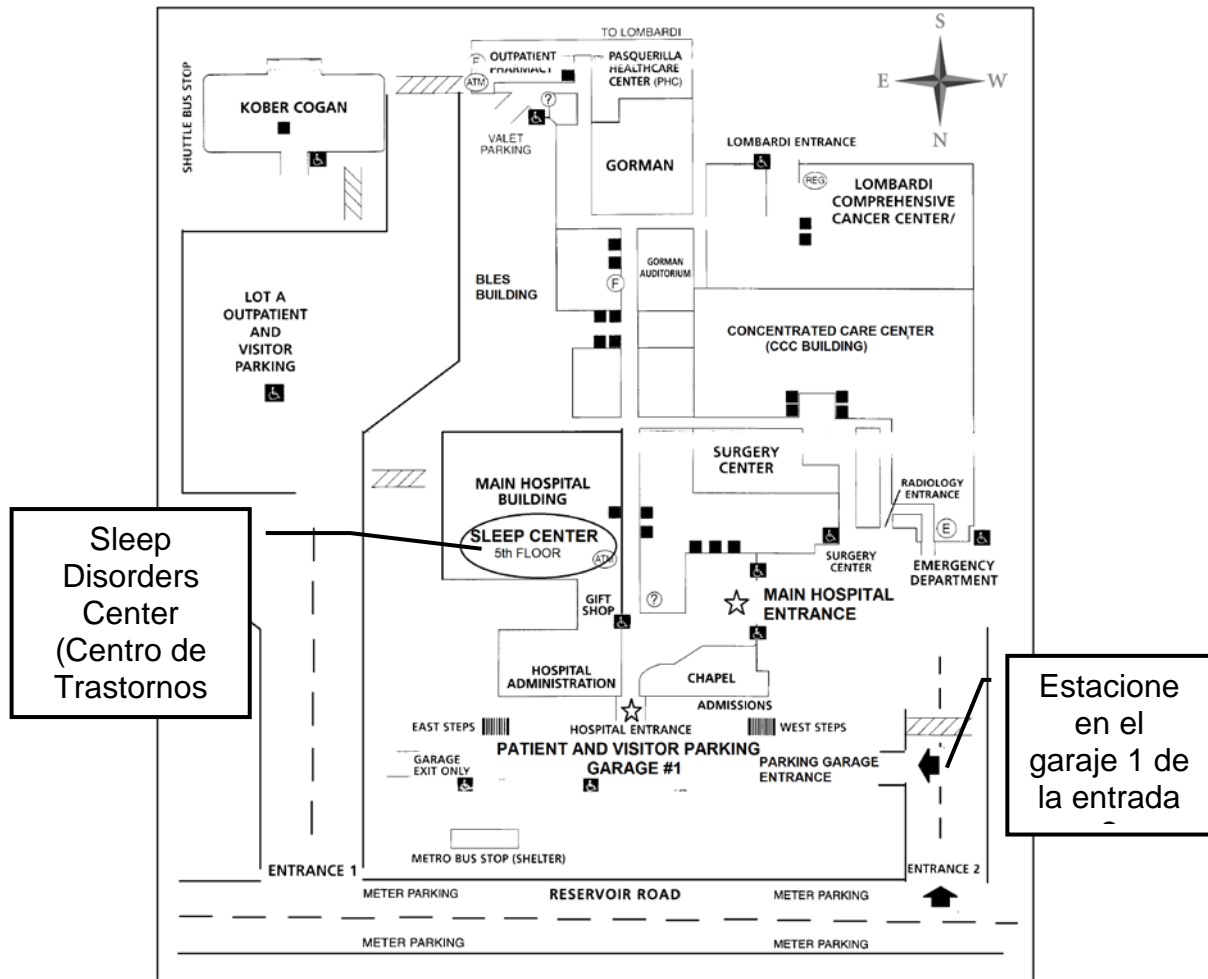 S
E
W
N
TO LOMBARDI
SHUTTLE BUS STOP
KOBER COGAN
OUTPATIENT
PHARMACY
ATM
?
VALET
PARKING
PASQUERILLA
HEALTHCARE
CENTER (PHC)
GORMAN
LOMBARDI ENTRANCE
REG
LOMBARDI
COMPREHENSIVE
CANCER CENTER/
BLES
BUILDING
F
GORMAN
AUDITORIUM
LOT A
OUTPATIENT
AND
VISITOR
PARKING
CONCENTRATED CARE CENTER
(CCC BUILDING)
SURGERY
CENTER
MAIN HOSPITAL
BUILDING
SLEEP CENTER
5th FLOOR
ATM
RADIOLOGY
ENTRANCE
E
SURGERY
CENTER
EMERGENCY
DEPARTMENT
Sleep
Disorders
Center
(Centro de
Trastornos
GIFT
SHOP
?
MAIN HOSPITAL
ENTRANCE
HOSPITAL
ADMINISTRATION
CHAPEL
ADMISSIONS
EAST STEPS
HOSPITAL ENTRANCE
WEST STEPS
PATIENT AND VISITOR PARKING
GARAGE #1
GARAGE
EXIT ONLY
PARKING GARAGE
ENTRANCE
Estacione
en el
garaje 1 de
la entrada
METRO BUS STOP (SHELTER)
ENTRANCE 1
ENTRANCE 2
METER PARKING
RESERVOIR ROAD
METER PARKING
METER PARKING
METER PARKING